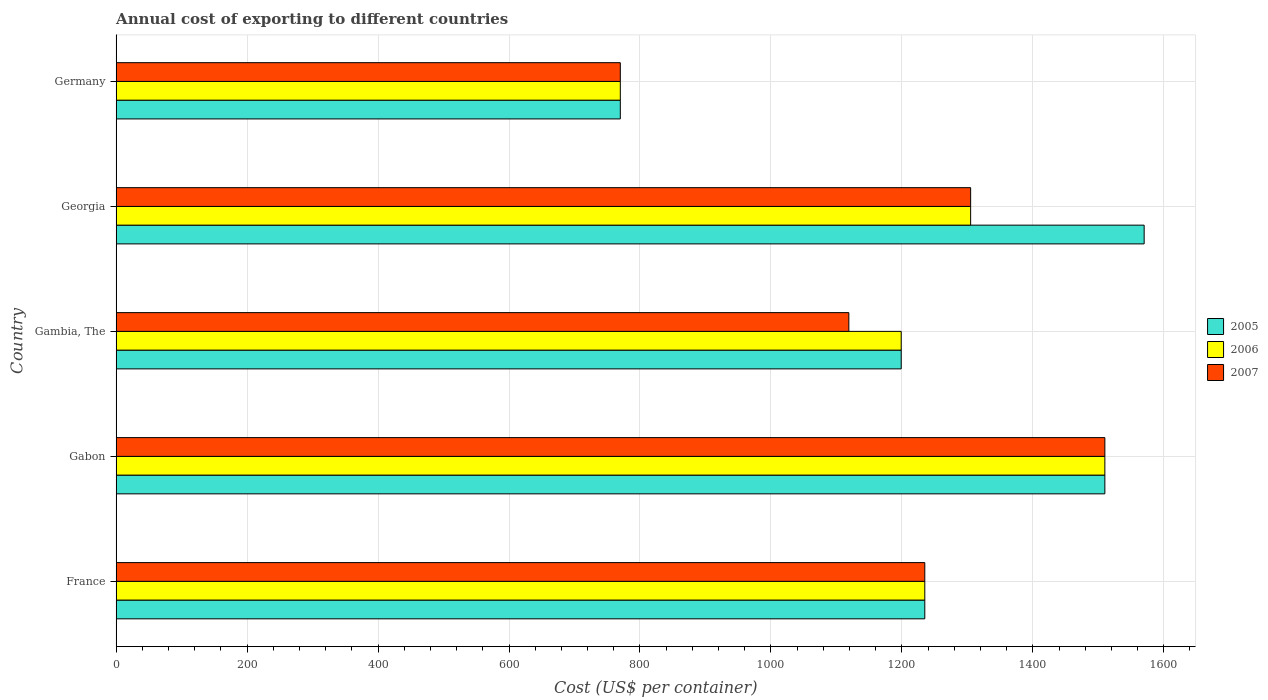 Annual cost of exporting to different countries
Germany
Georgia
Gambia, The
Gabon
France
Country
0
200
400
600
800
1000
1200
1400
1600
Cost (US$ per container)
2005
2006
2007